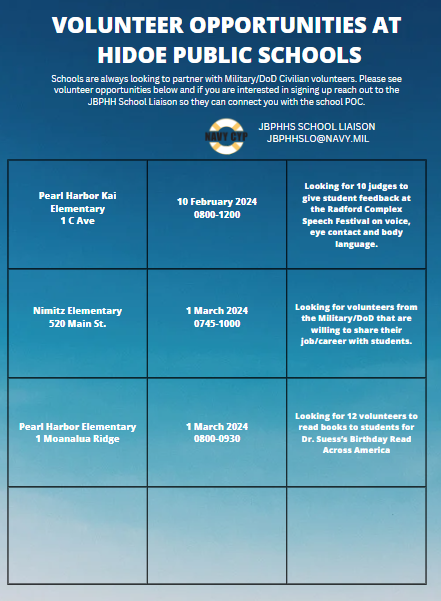 VOLUNTEER OPPORTUNITIES AT
HIDOE PUBLIC SCHOOLS
Schools are always looking to partner with Military/DoD Civilian volunteers. Please see
volunteer opportunities below and if you are interested in signing up reach out to the
JBPHH School Liaison so they can connect you with the school POC.
NAVY CYP
JBPHHS SCHOOL LIAISON
JBPHHSLO@NAVY.MIL
Pearl Harbor Kai
Elementary
1 C Ave
10 February 2024
0800-1200
Looking for 10 judges to
give student feedback at
the Radford Complex
Speech Festival on voice,
eye contact and body
language.
Nimitz Elementary
520 Main St.
1 March 2024
0745-1000
Looking for volunteers from
the Military/DoD that are
willing to share their
job/career with students.
Pearl Harbor Elementary
1 Moanalua Ridge
1 March 2024
0800-0930
Looking for 12 volunteers to
read books to students for
Dr. Suess's Birthday Read
Across America